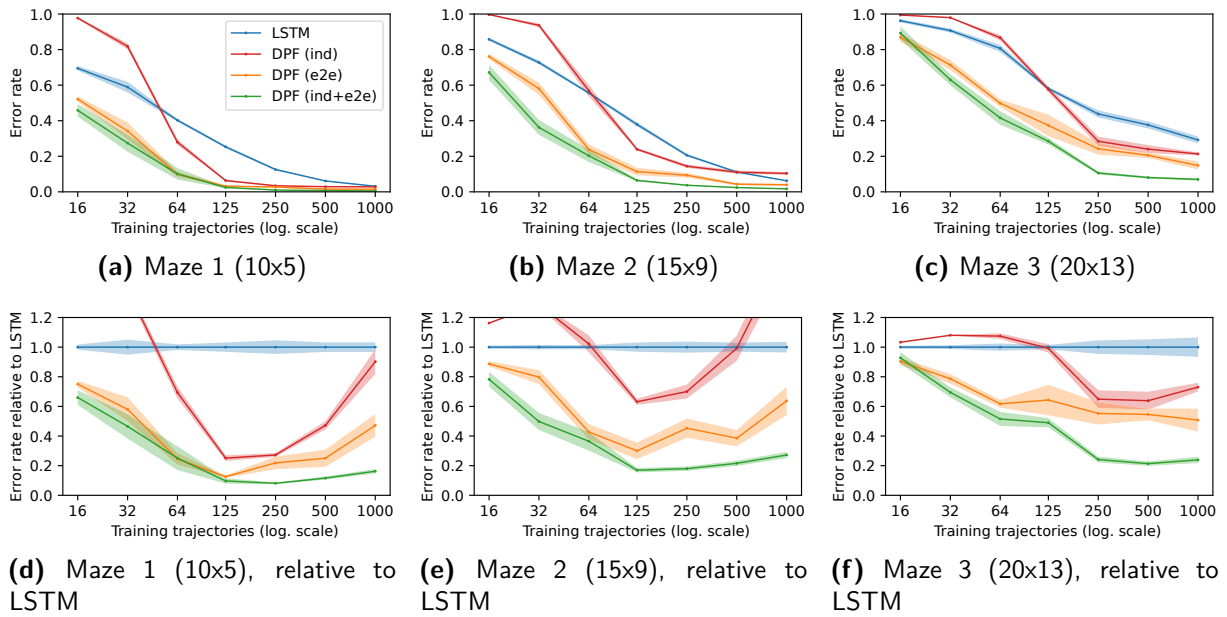 1.0
0.8
0.6
0.4
0.2
0.0
Error rate
LSTM
DPF (ind)
DPF (e2e)
DPF (ind+e2e)
16 32 64 125 250 500 1000
Training trajectories (log. scale)
(a) Maze 1 (10x5)
1.0
0.8
0.6
0.4
0.2
0.0
Error rate
16 32 64 125 250 500 1000
Training trajectories (log. scale)
(b) Maze 2 (15x9)
1.0
0.8
0.6
0.4
0.2
0.0
Error rate
16 32 64 125 250 500 1000
Training trajectories (log. scale)
(c) Maze 3 (20x13)
1.2
1.0
0.8
0.6
0.4
0.2
0.0
Error rate relative to LSTM
16 32 64 125 250 500 1000
Training trajectories (log. scale)
(d) Maze 1 (10x5), relative to
LSTM
1.2
1.0
0.8
0.6
0.4
0.2
0.0
Error rate relative to LSTM
16 32 64 125 250 500 1000
Training trajectories (log. scale)
(e) Maze 2 (15x9), relative to
LSTM
1.2
1.0
0.8
0.6
0.4
0.2
0.0
Error rate relative to LSTM
16 32 64 125 250 500 1000
Training trajectories (log. scale)
(f) Maze 3 (20x13), relative to
LSTM